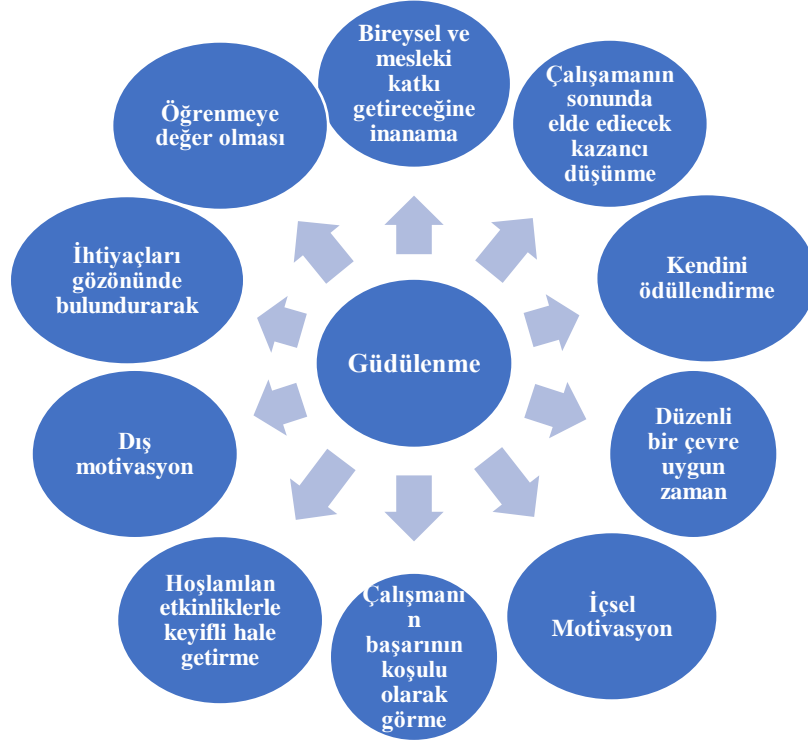 Bireysel ve
mesleki
katkı
getireceğine
inanama
Çalışamanın
sonunda
elde ediecek
kazancı
düşünme
Kendini
ödüllendirme
Düzenli
bir çevre
uygun
zaman
İçsel
Motivasyon
Çalışmanı
n
başarının
koşulu
olarak
görme
Hoşlanılan
etkinliklerle
keyifli hale
getirme
Dış
motivasyon
İhtiyaçları
gözönünde
bulundurarak
Öğrenmeye
değer olması
Güdülenme